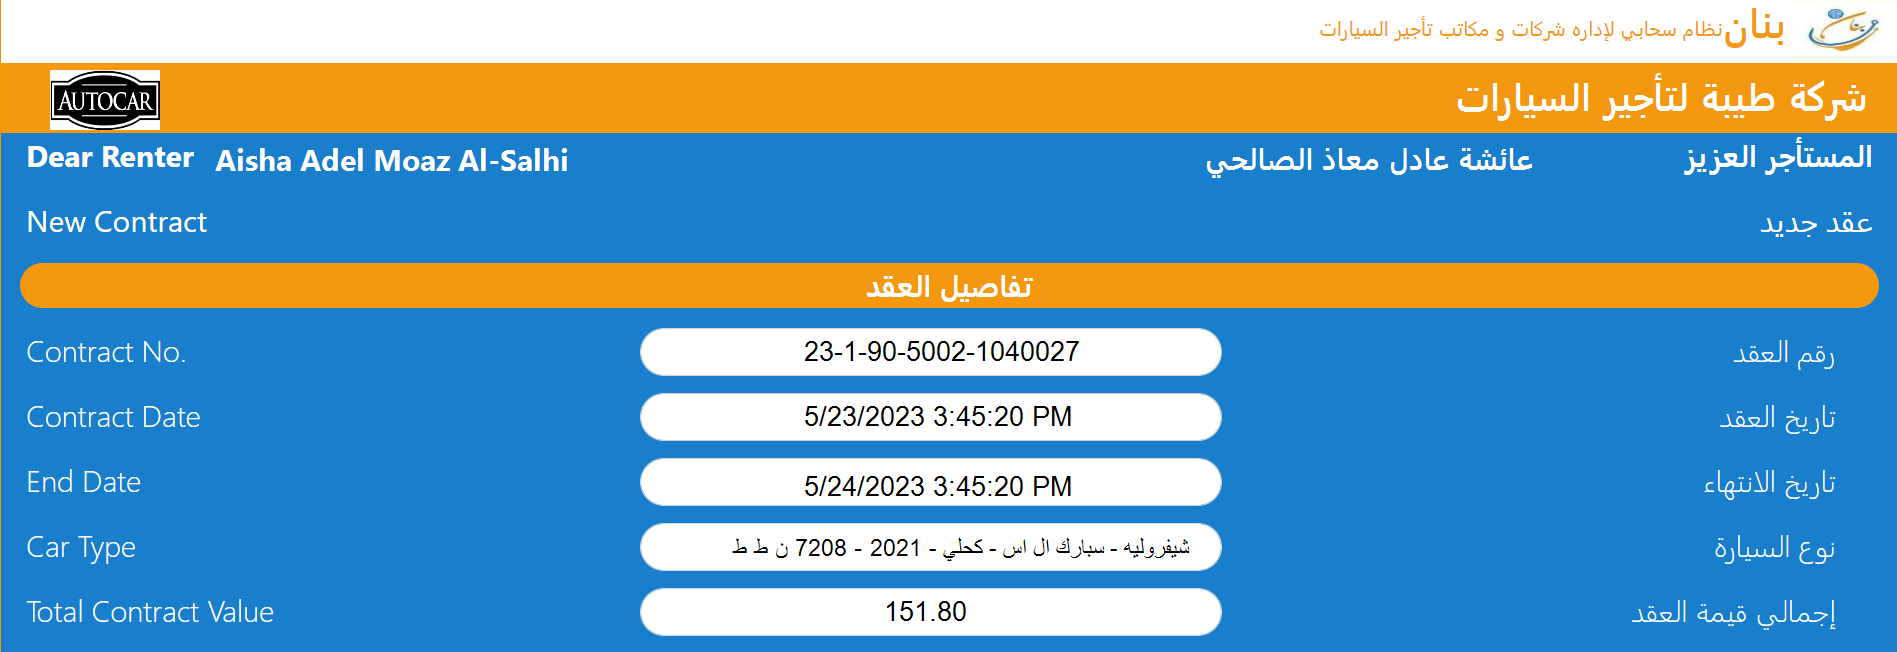 بنان نظام سحابي لإداره شركات و مكاتب تأجير السيارات
بنان
شركة طيبة لتأجير السيارات
AUTOCAR
Dear Renter Aisha Adel Moaz Al-Salhi
المستأجر العزيز عائشة عادل معاذ الصالحي
New Contract
عقد جديد
تفاصيل العقد
Contract No. 23-1-90-5002-1040027 رقم العقد
Contract Date 5/23/2023 3:45:20 PM تاريخ العقد
End Date 5/24/2023 3:45:20 PM تاريخ الانتهاء
Car Type شيفروليه - سبارك ال اس - كحلي - 2021 - 7208 ن ط ط نوع السيارة
Total Contract Value 151.80 إجمالي قيمة العقد